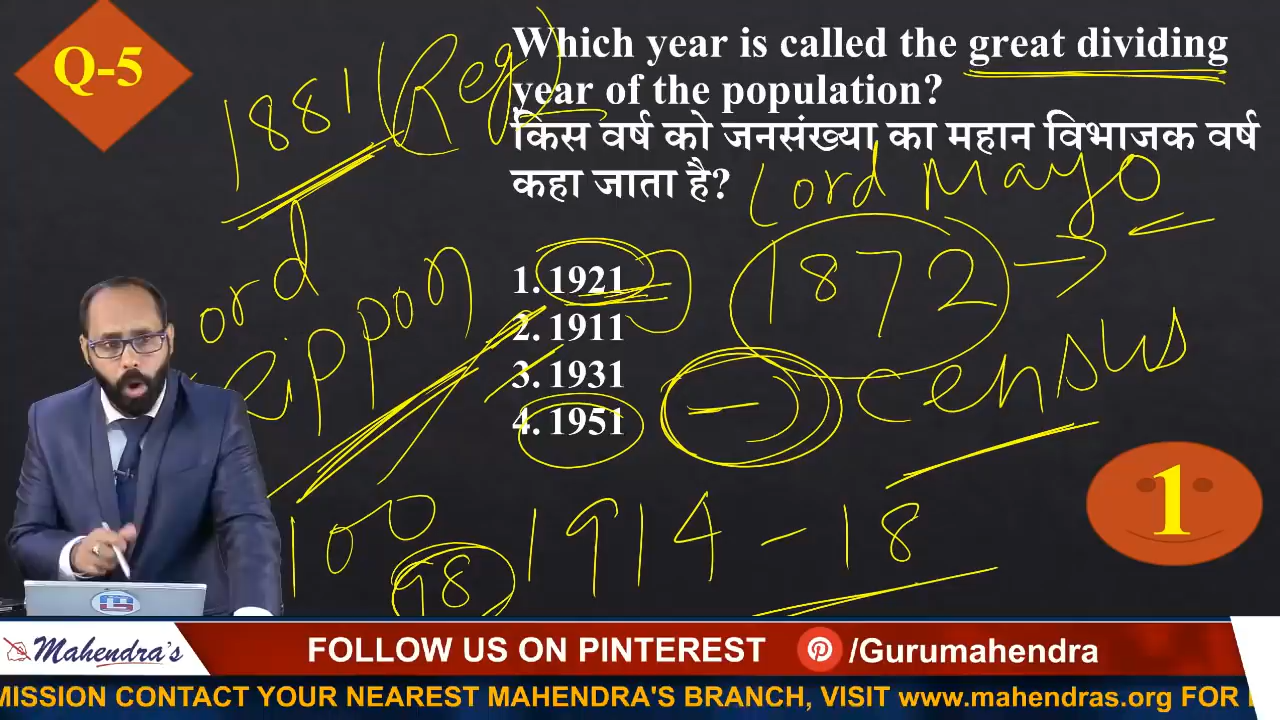 Q-5
Which year is called the great dividing
year of the population?
किस वर्ष को जनसंख्या का महान विभाजक वर्ष
कहा जाता है?
1. 1921
2. 1911
3. 1931
4. 1951
1881 (Reg)
Lord Mayo
1872
census
ord
Rippon
100
98
1914-18
1
Mahendra's
FOLLOW US ON PINTEREST
/Gurumahendra
MISSION CONTACT YOUR NEAREST MAHENDRA'S BRANCH, VISIT www.mahendras.org FOR